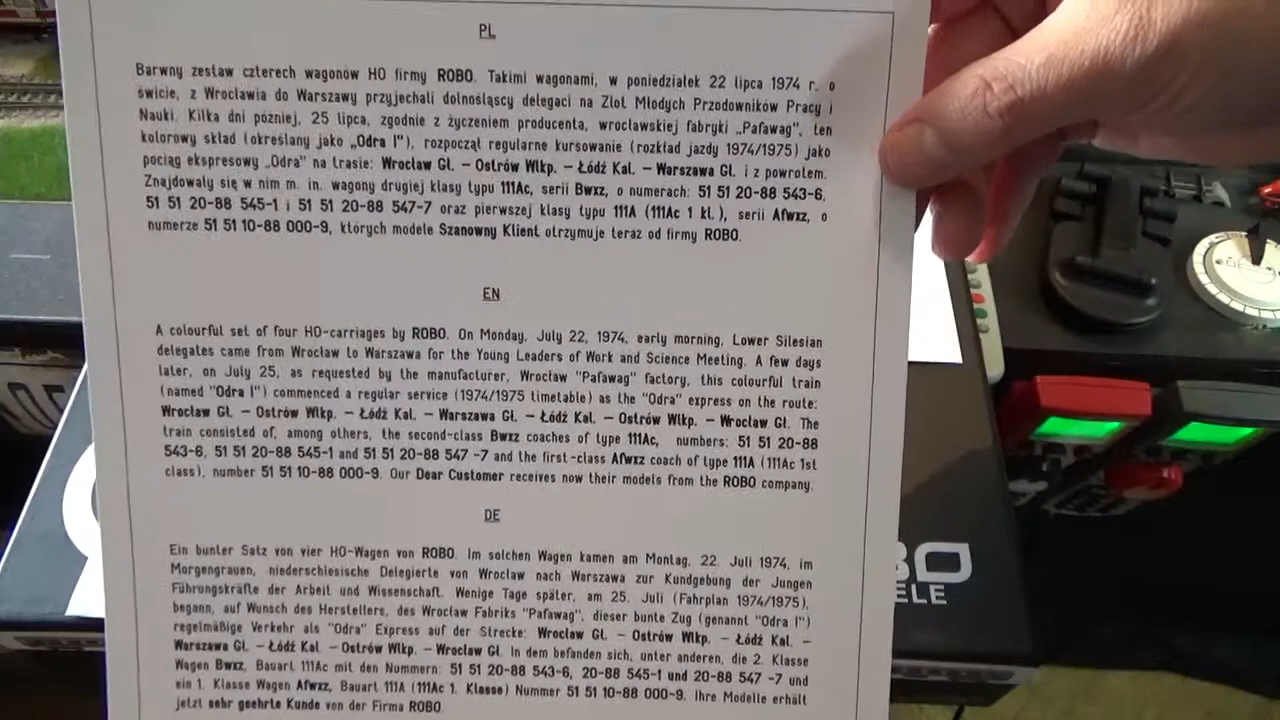 PL
Barwny zestaw czterech wagonów HO firmy ROBO. Takimi wagonami, w poniedziałek 22 lipca 1974 r. o
świcie, z Wrocławia do Warszawy przyjechali dolnośląscy delegaci na Zlot Młodych Przodowników Pracy i
Nauki. Kilka dni później, 25 lipca, zgodnie z życzeniem producenta, wrocławskiej fabryki „Pafawag", ten
kolorowy skład (określany jako „Odra I"), rozpoczął regularne kursowanie (rozkład jazdy 1974/1975) jako
pociąg ekspresowy „Odra" na trasie: Wrocław Gł. – Ostrów Wlkp. – Łódź Kal. – Warszawa Gł. i z powrotem.
Znajdowały się w nim m. in. wagony drugiej klasy typu 111Ac, serii Bwxz, o numerach: 51 51 20-88 543-6,
51 51 20-88 545-1 i 51 51 20-88 547-7 oraz pierwszej klasy typu 111A (111Ac 1 kl.), serii Afwxz, o
numerze 51 51 10-88 000-9, których modele Szanowny Klient otrzymuje teraz od firmy ROBO.
EN
A colourful set of four HO-carriages by ROBO. On Monday, July 22, 1974, early morning, Lower Silesian
delegates came from Wrocław to Warszawa for the Young Leaders of Work and Science Meeting. A few days
later, on July 25, as requested by the manufacturer, Wrocław "Pafawag" factory, this colourful train
(named "Odra I") commenced a regular service (1974/1975 timetable) as the "Odra" express on the route:
Wrocław Gł. – Ostrów Wlkp. – Łódź Kal. – Warszawa Gł. – Łódź Kal. – Ostrów Wlkp. – Wrocław Gł. The
train consisted of, among others, the second-class Bwxz coaches of type 111Ac, numbers: 51 51 20-88
543-6, 51 51 20-88 545-1 and 51 51 20-88 547 -7 and the first-class Afwxz coach of type 111A (111Ac 1st
class), number 51 51 10-88 000-9. Our Dear Customer receives now their models from the ROBO company.
DE
Ein bunter Satz von vier HO-Wagen von ROBO. Im solchen Wagen kamen am Montag, 22. Juli 1974, im
Morgengrauen, niederschlesische Delegierte von Wrocław nach Warszawa zur Kundgebung der Jungen
Führungskräfte der Arbeit und Wissenschaft. Wenige Tage später, am 25. Juli (Fahrplan 1974/1975),
begann, auf Wunsch des Herstellers, des Wrocław Fabriks "Pafawag", dieser bunte Zug (genannt "Odra I")
regelmäßige Verkehr als "Odra" Express auf der Strecke: Wrocław Gł. – Ostrów Wlkp. – Łódź Kal. –
Warszawa Gł. – Łódź Kal – Ostrów Wlkp. – Wrocław Gł. In dem befanden sich, unter anderen, die 2. Klasse
Wagen Bwxz, Bauart 111Ac mit den Nummern: 51 51 20-88 543-6, 20-88 545-1 und 20-88 547 -7 und
ein 1. Klasse Wagen Afwxz, Bauart 111A (111Ac 1. Klasse) Nummer 51 51 10-88 000-9. Ihre Modelle erhält
jetzt sehr geehrte Kunde von der Firma ROBO.
BO
ELE